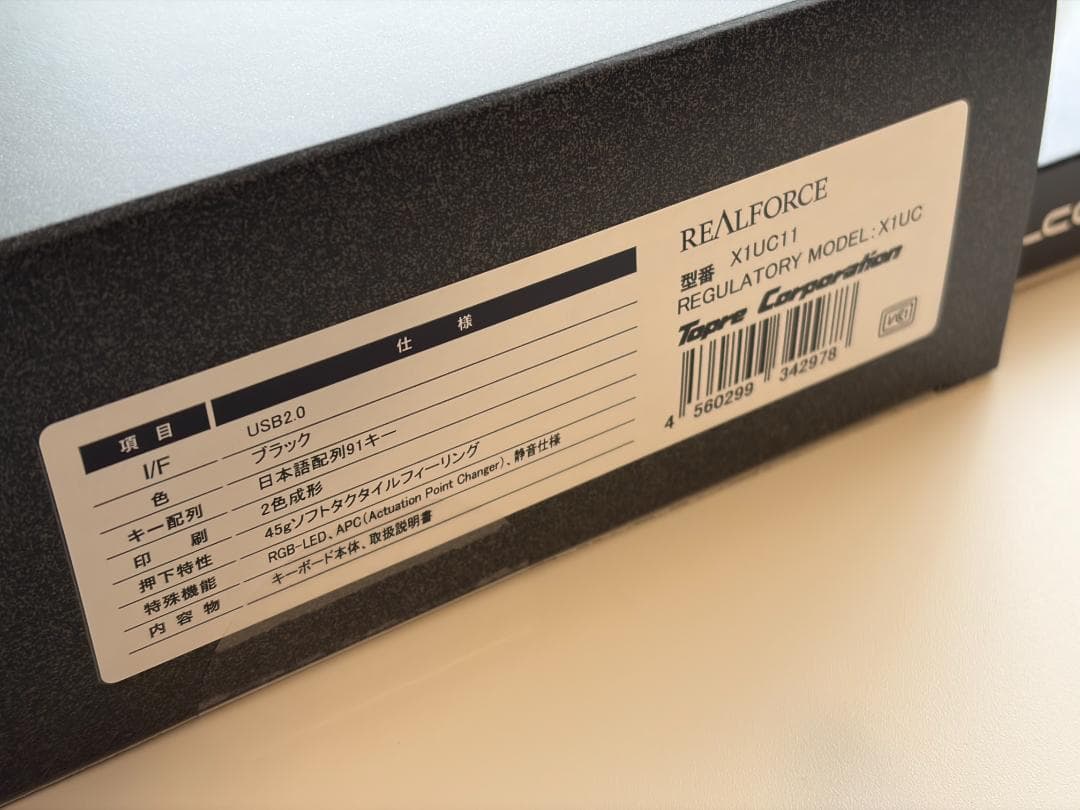 項目 仕様
I/F USB2.0
色 ブラック
キー配列 日本語配列91キー
印刷 2色成形
押下特性 45gソフトタクタイルフィーリング
特殊機能 RGB-LED、APC(Actuation Point Changer)、静音仕様
内容物 キーボード本体、取扱説明書
REALFORCE
型番 X1UC11
REGULATORY MODEL:X1UC
Topre Corporation
4 560299 342978